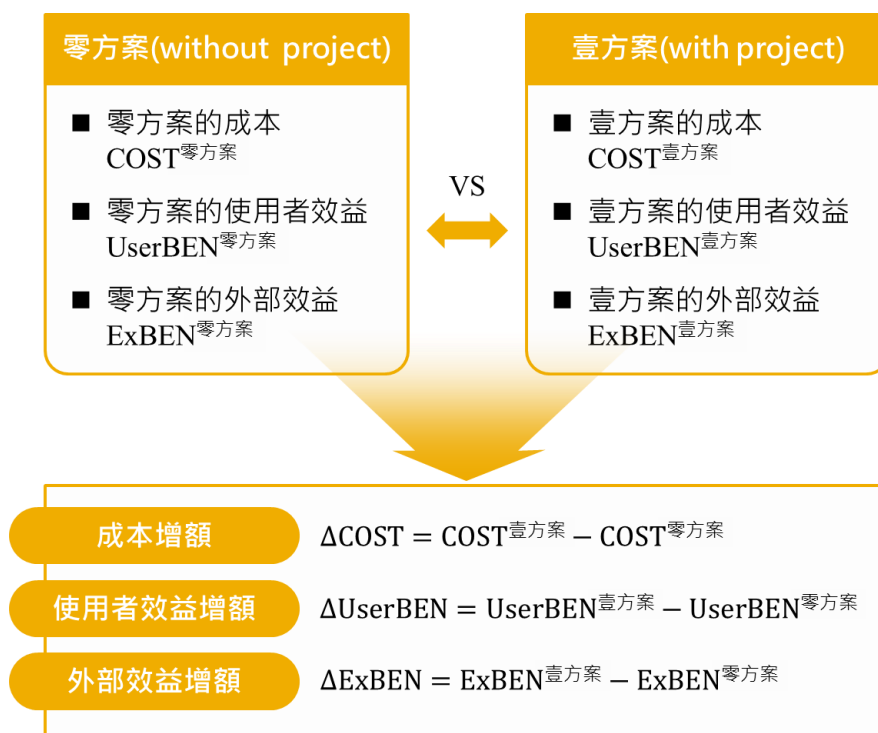 零方案(without project)
■ 零方案的成本
COST零方案
■ 零方案的使用者效益
UserBEN零方案
■ 零方案的外部效益
ExBEN零方案
VS
壹方案(with project)
■ 壹方案的成本
COST壹方案
■ 壹方案的使用者效益
UserBEN壹方案
■ 壹方案的外部效益
ExBEN壹方案
成本增額 ΔCOST = COST壹方案 − COST零方案
使用者效益增額 ΔUserBEN = UserBEN壹方案 − UserBEN零方案
外部效益增額 ΔExBEN = ExBEN壹方案 − ExBEN零方案